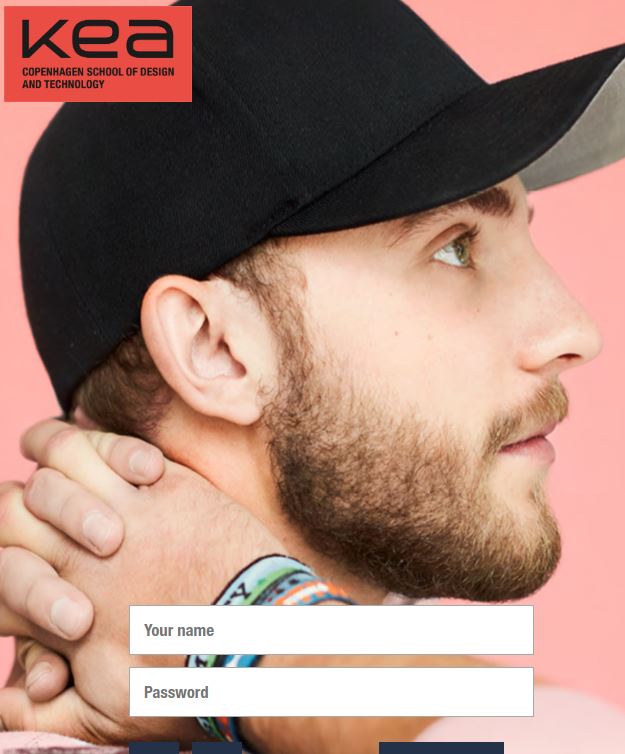 kea
COPENHAGEN SCHOOL OF DESIGN
AND TECHNOLOGY
Your name
Password